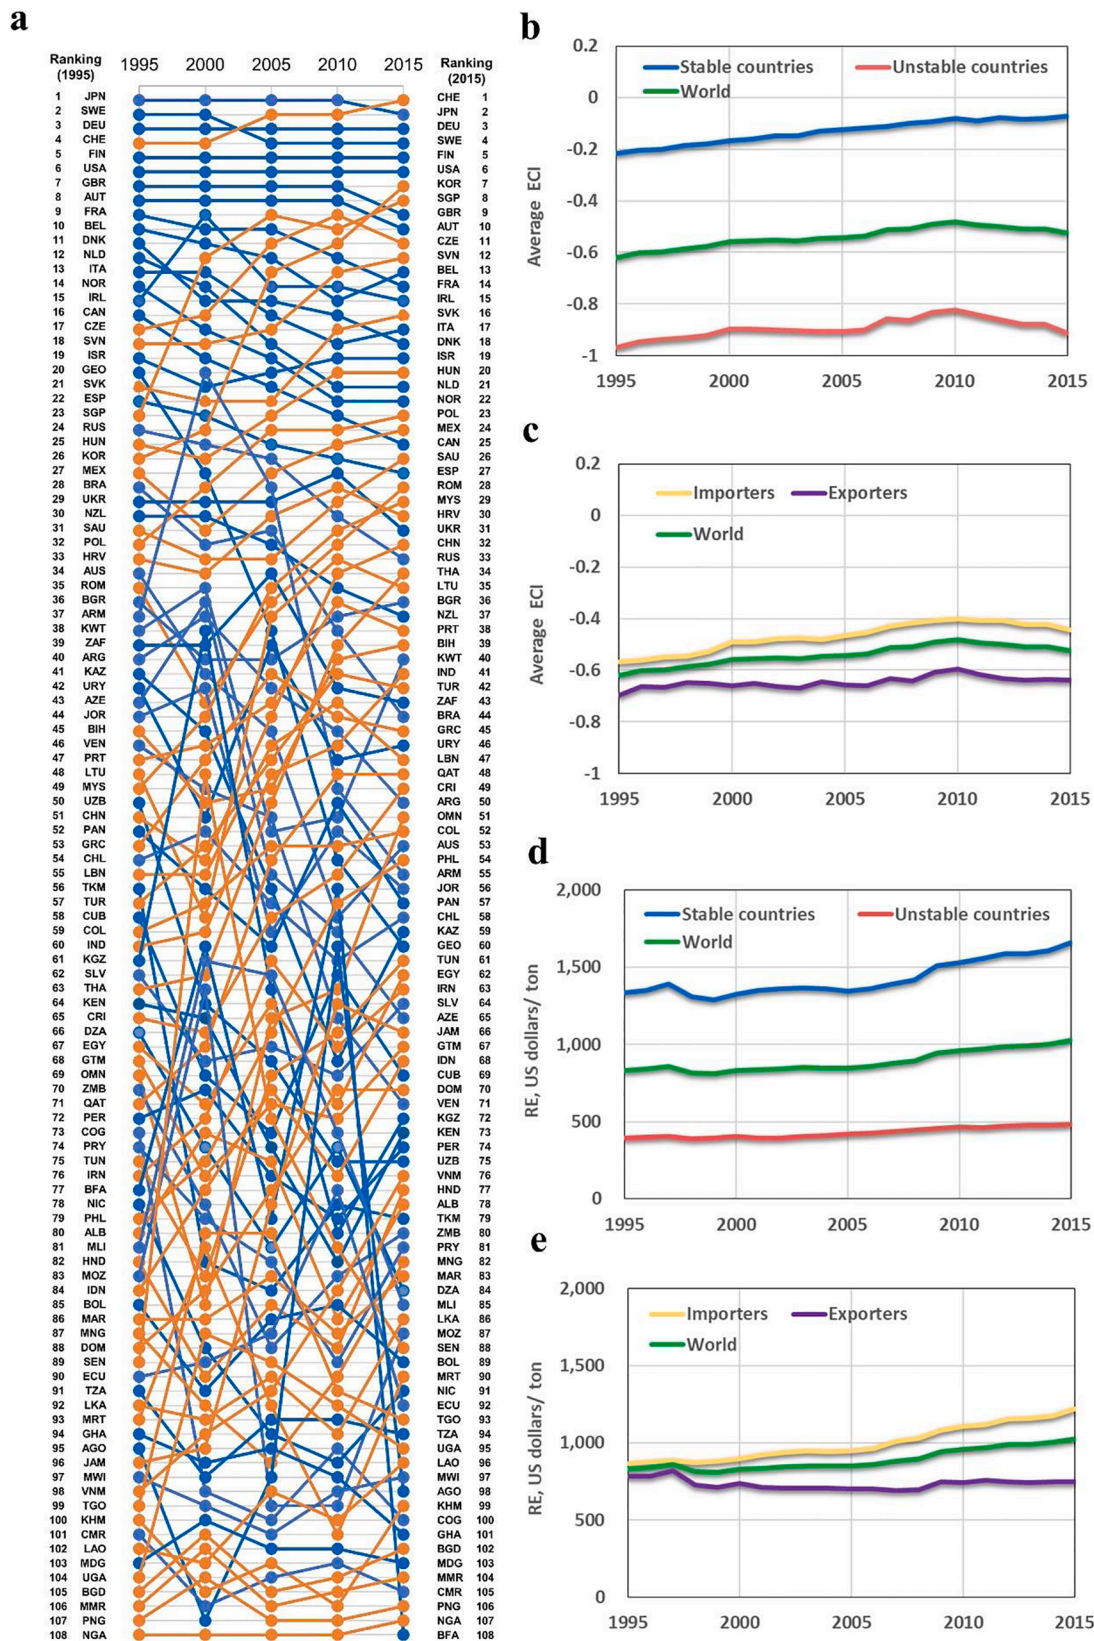 a
Ranking
(1995)
1995 2000 2005 2010 2015
Ranking
(2015)
1 JPN CHE 1
2 SWE JPN 2
3 DEU DEU 3
4 CHE SWE 4
5 FIN FIN 5
6 USA USA 6
7 GBR KOR 7
8 AUT SGP 8
9 FRA GBR 9
10 BEL AUT 10
11 DNK CZE 11
12 NLD SVN 12
13 ITA BEL 13
14 NOR FRA 14
15 IRL IRL 15
16 CAN SVK 16
17 CZE ITA 17
18 SVN DNK 18
19 ISR ISR 19
20 GEO HUN 20
21 SVK NLD 21
22 ESP NOR 22
23 SGP POL 23
24 RUS MEX 24
25 HUN CAN 25
26 KOR SAU 26
27 MEX ESP 27
28 BRA ROM 28
29 UKR MYS 29
30 NZL HRV 30
31 SAU UKR 31
32 POL CHN 32
33 HRV RUS 33
34 AUS THA 34
35 ROM LTU 35
36 BGR BGR 36
37 ARM NZL 37
38 KWT PRT 38
39 ZAF BIH 39
40 ARG KWT 40
41 KAZ IND 41
42 URY TUR 42
43 AZE ZAF 43
44 JOR BRA 44
45 BIH GRC 45
46 VEN URY 46
47 PRT LBN 47
48 LTU QAT 48
49 MYS CRI 49
50 UZB ARG 50
51 CHN OMN 51
52 PAN COL 52
53 GRC AUS 53
54 CHL PHL 54
55 LBN ARM 55
56 TKM JOR 56
57 TUR PAN 57
58 CUB CHL 58
59 COL KAZ 59
60 IND GEO 60
61 KGZ TUN 61
62 SLV EGY 62
63 THA IRN 63
64 KEN SLV 64
65 CRI AZE 65
66 DZA JAM 66
67 EGY GTM 67
68 GTM IDN 68
69 OMN CUB 69
70 ZMB DOM 70
71 QAT VEN 71
72 PER KGZ 72
73 COG KEN 73
74 PRY PER 74
75 TUN UZB 75
76 IRN VNM 76
77 BFA HND 77
78 NIC ALB 78
79 PHL TKM 79
80 ALB ZMB 80
81 MLI PRY 81
82 HND MNG 82
83 MOZ MAR 83
84 IDN DZA 84
85 BOL MLI 85
86 MAR LKA 86
87 MNG MOZ 87
88 DOM SEN 88
89 SEN BOL 89
90 ECU MRT 90
91 TZA NIC 91
92 LKA ECU 92
93 MRT TGO 93
94 GHA TZA 94
95 AGO UGA 95
96 JAM LAO 96
97 MWI MWI 97
98 VNM AGO 98
99 TGO KHM 99
100 KHM COG 100
101 CMR GHA 101
102 LAO BGD 102
103 MDG MDG 103
104 UGA MMR 104
105 BGD CMR 105
106 MMR PNG 106
107 PNG NGA 107
108 NGA BFA 108
b
Average ECI
0.2
0
-0.2
-0.4
-0.6
-0.8
-1
Stable countries Unstable countries
World
1995 2000 2005 2010 2015
c
Average ECI
0.2
0
-0.2
-0.4
-0.6
-0.8
-1
Importers Exporters
World
1995 2000 2005 2010 2015
d
RE, US dollars/ ton
2,000
1,500
1,000
500
0
Stable countries Unstable countries
World
1995 2000 2005 2010 2015
e
RE, US dollars/ ton
2,000
1,500
1,000
500
0
Importers Exporters
World
1995 2000 2005 2010 2015